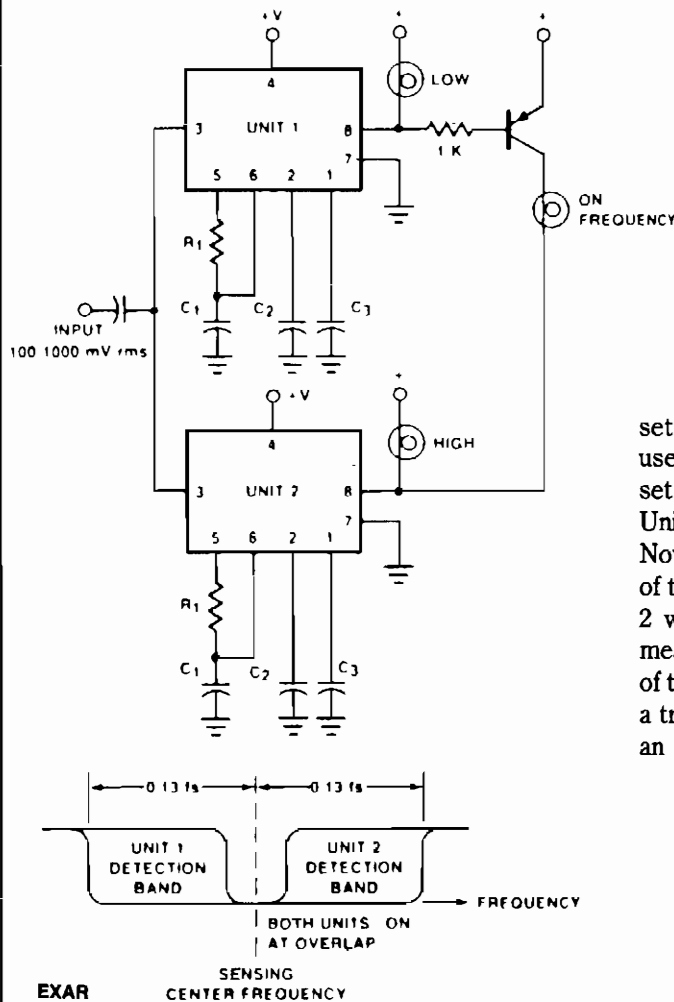 +V
+
+
4
LOW
3
UNIT 1
8
7
1 K
5
6
2
1
ON
FREQUENCY
R1
C1
C2
C3
INPUT
100 1000 mV rms
+V
+
4
HIGH
3
UNIT 2
8
7
5
6
2
1
R1
C1
C2
C3
set
use
set
Uni
Nov
of t
2 w
mea
of t
a tr
an
0.13 fs
0.13 fs
UNIT 1
DETECTION
BAND
UNIT 2
DETECTION
BAND
FREQUENCY
BOTH UNITS ON
AT OVERLAP
SENSING
CENTER FREQUENCY
EXAR